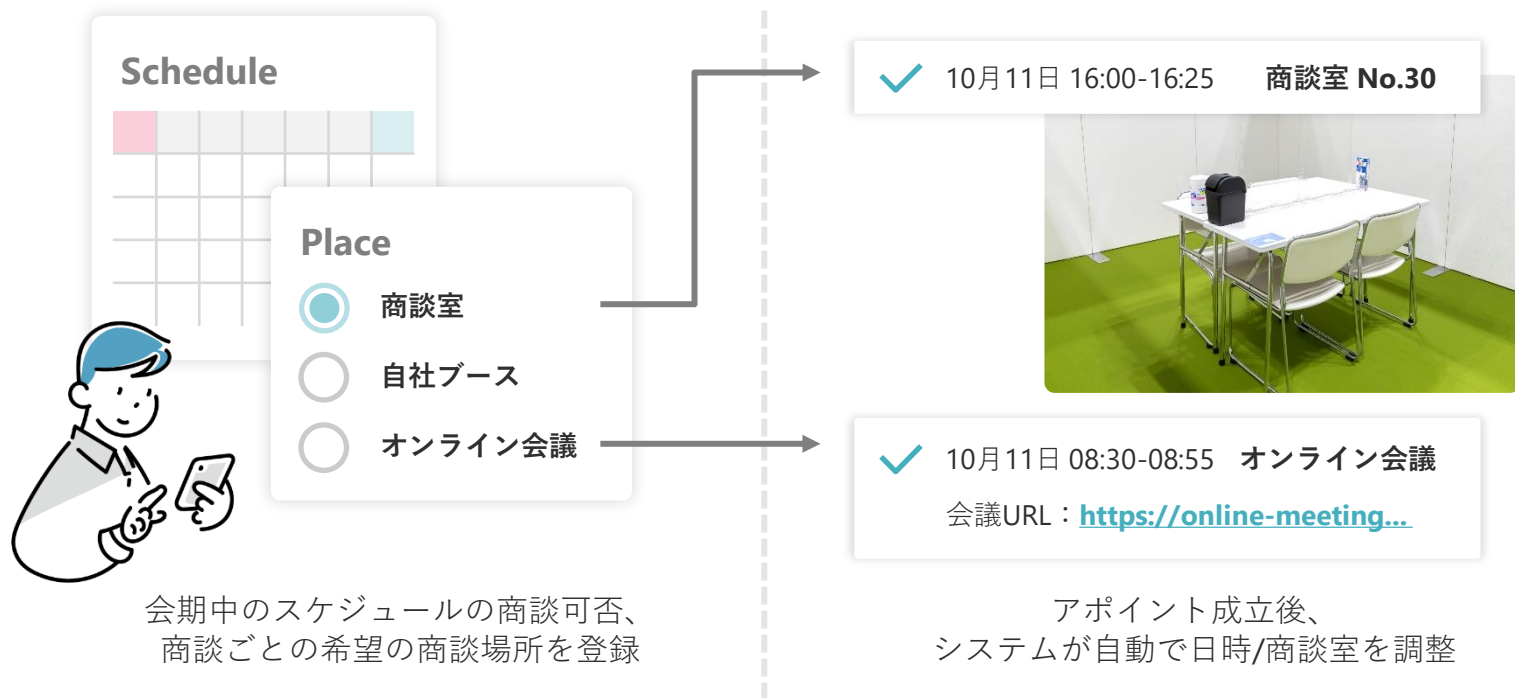 Schedule
Place
商談室
自社ブース
オンライン会議
会期中のスケジュールの商談可否、
商談ごとの希望の商談場所を登録
10月11日 16:00-16:25 商談室 No.30
10月11日 08:30-08:55 オンライン会議
会議URL：https://online-meeting...
アポイント成立後、
システムが自動で日時/商談室を調整